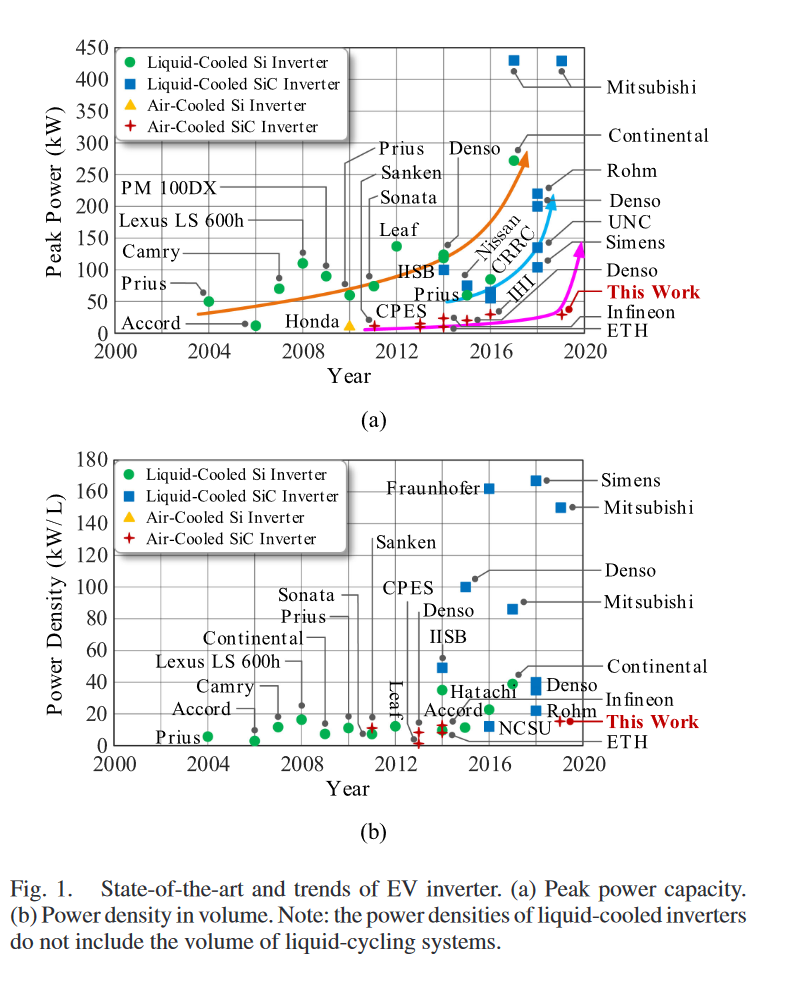 450
400
350
300
250
200
150
100
50
0
Peak Power (kW)
Liquid-Cooled Si Inverter
Liquid-Cooled SiC Inverter
Air-Cooled Si Inverter
Air-Cooled SiC Inverter
Mitsubishi
Continental
Prius
Denso
Sanken
Rohm
PM 100DX
Sonata
Denso
Lexus LS 600h
Leaf
Nissan
UNC
CRRC
Simens
Camry
IISB
Denso
Prius
Prius
IHI
This Work
CPES
Infineon
Accord
Honda
ETH
2000 2004 2008 2012 2016 2020
Year
(a)
180
160
140
120
100
80
60
40
20
0
Power Density (kW/L)
Liquid-Cooled Si Inverter
Liquid-Cooled SiC Inverter
Air-Cooled Si Inverter
Air-Cooled SiC Inverter
Fraunhofer
Simens
Mitsubishi
Sanken
Denso
CPES
Sonata
Mitsubishi
Denso
Prius
Continental
IISB
Lexus LS 600h
Continental
Camry
Leaf
Hatachi
Denso
Infineon
Accord
Accord
Rohm
This Work
Prius
NCSU
ETH
2000 2004 2008 2012 2016 2020
Year
(b)
Fig. 1. State-of-the-art and trends of EV inverter. (a) Peak power capacity.
(b) Power density in volume. Note: the power densities of liquid-cooled inverters
do not include the volume of liquid-cycling systems.